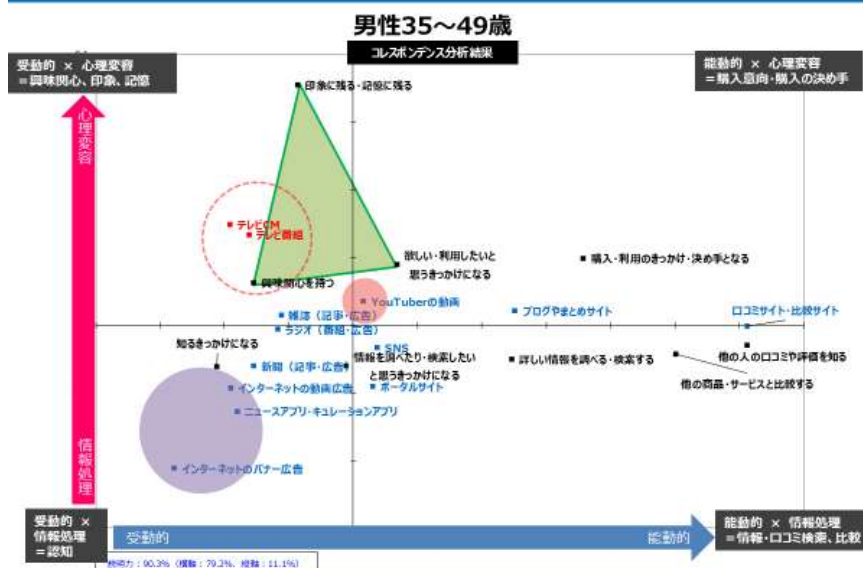 男性35～49歳
コレスポンデンス分析結果
受動的 × 心理変容
＝興味関心、印象、記憶
能動的 × 心理変容
＝購入意向・購入の決め手
心理変容
印象に残る・記憶に残る
テレビCM
テレビ番組
欲しい・利用したいと
思うきっかけになる
購入・利用のきっかけ・決め手となる
興味関心を持つ
YouTuberの動画
雑誌（記事・広告）
ブログやまとめサイト
口コミサイト・比較サイト
ラジオ（番組・広告）
知るきっかけになる
SNS
情報を調べたり・検索したい
と思うきっかけになる
詳しい情報を調べる・検索する
他の人の口コミや評価を知る
新聞（記事・広告
他の商品・サービスと比較する
インターネットの動画広告
ポータルサイト
ニュースアプリ・キュレーションアプリ
インターネットのバナー広告
情報処理
受動的 ×
情報処理
＝認知
受動的
能動的
能動的 × 情報処理
＝情報・口コミ検索、比較
説明力：90.3%（横軸：79.2%、縦軸：11.1%）